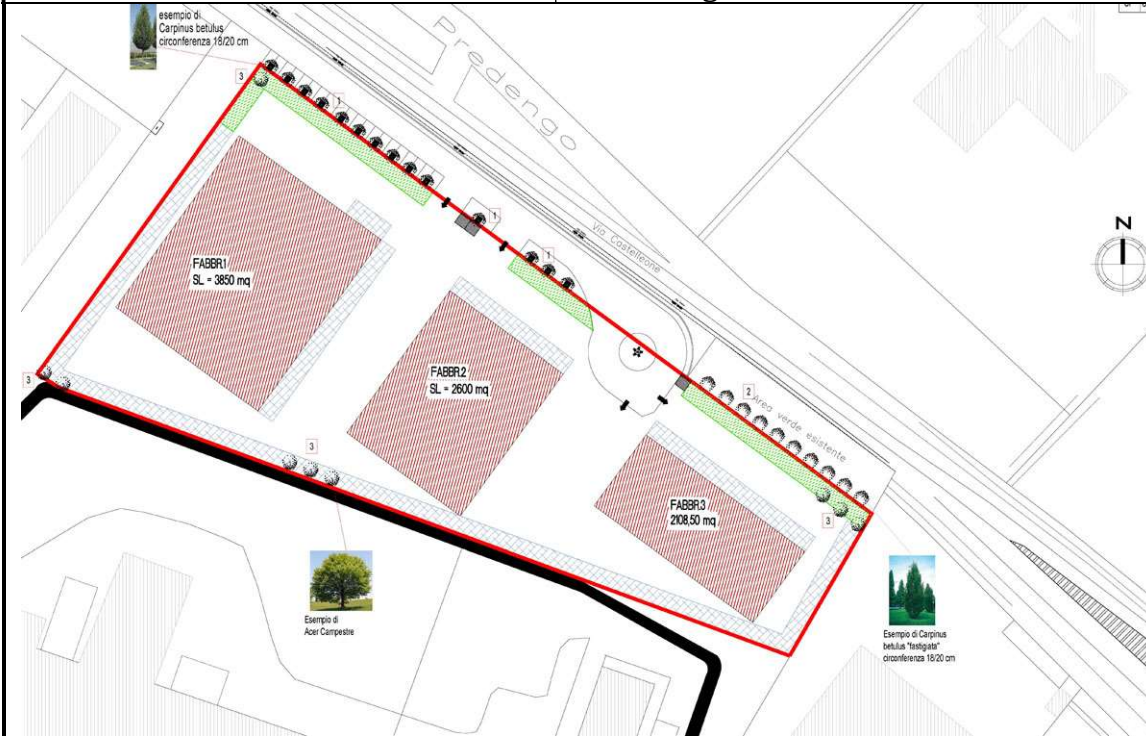 esempio di
Carpinus betulus
circonferenza 18/20 cm
Predengo
3
1
1
Via Castelleone
1
N
FABBR.1
SL = 3850 mq
FABBR.2
SL = 2600 mq
2
Area verde esistente
3
3
FABBR.3
2108,50 mq
3
Esempio di
Acer Campestre
Esempio di Carpinus
betulus "fastigiata"
circonferenza 18/20 cm